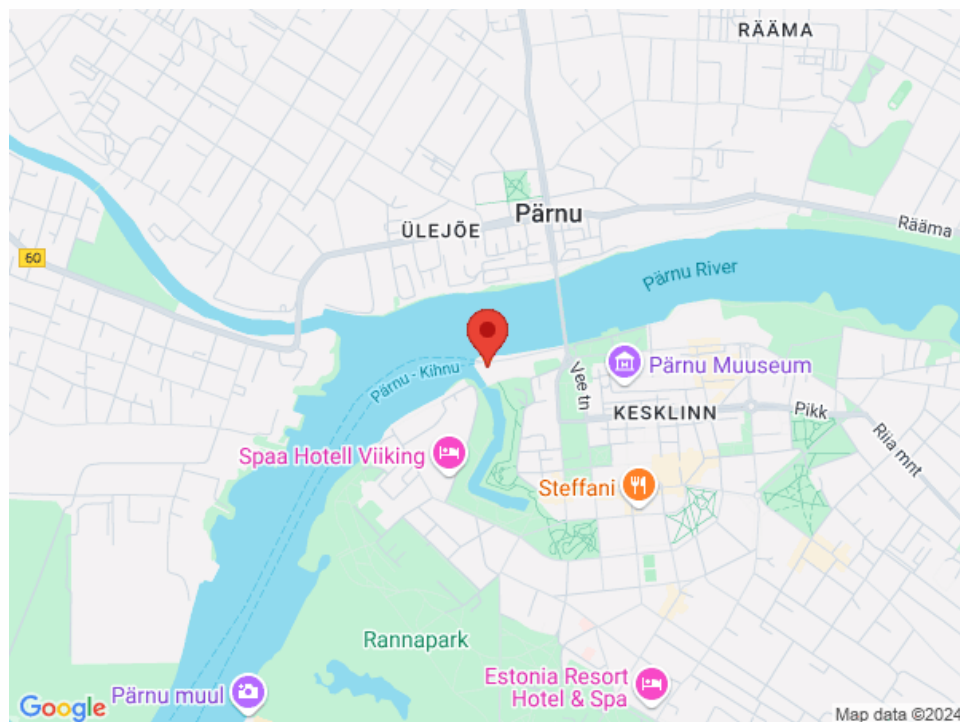 RÄÄMA
Pärnu
ÜLEJÕE
Rääma
60
Pärnu River
Pärnu - Kihnu
Vee tn
Pärnu Muuseum
KESKLINN
Pikk
Riia mnt
Spaa Hotell Viiking
Steffani
Rannapark
Estonia Resort
Hotel & Spa
Pärnu muul
Google
Map data ©2024